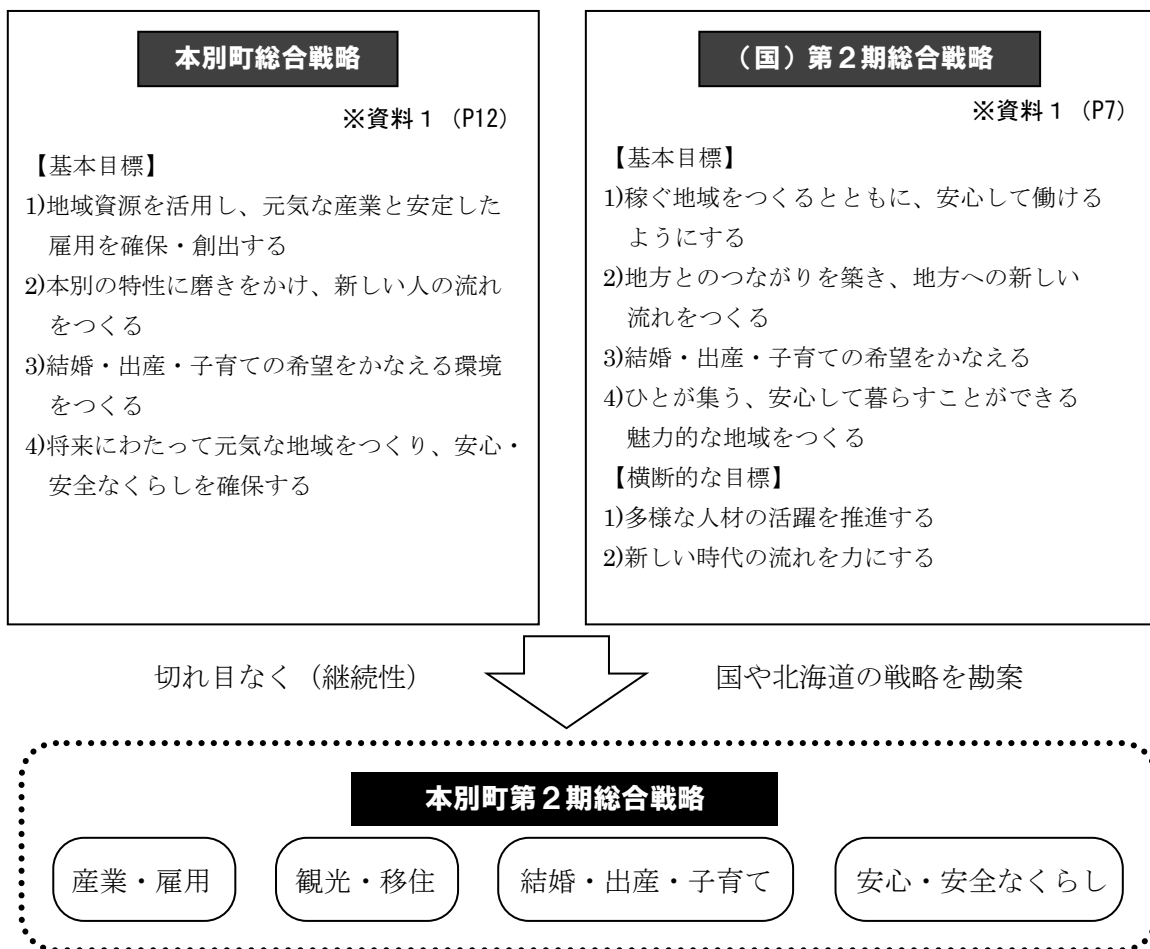 本別町総合戦略
※資料１（P12）
【基本目標】
1)地域資源を活用し、元気な産業と安定した
雇用を確保・創出する
2)本別の特性に磨きをかけ、新しい人の流れ
をつくる
3)結婚・出産・子育ての希望をかなえる環境
をつくる
4)将来にわたって元気な地域をつくり、安心・
安全なくらしを確保する
（国）第２期総合戦略
※資料１（P7）
【基本目標】
1)稼ぐ地域をつくるとともに、安心して働ける
ようにする
2)地方とのつながりを築き、地方への新しい
流れをつくる
3)結婚・出産・子育ての希望をかなえる
4)ひとが集う、安心して暮らすことができる
魅力的な地域をつくる
【横断的な目標】
1)多様な人材の活躍を推進する
2)新しい時代の流れを力にする
切れ目なく（継続性）
国や北海道の戦略を勘案
本別町第２期総合戦略
産業・雇用
観光・移住
結婚・出産・子育て
安心・安全なくらし